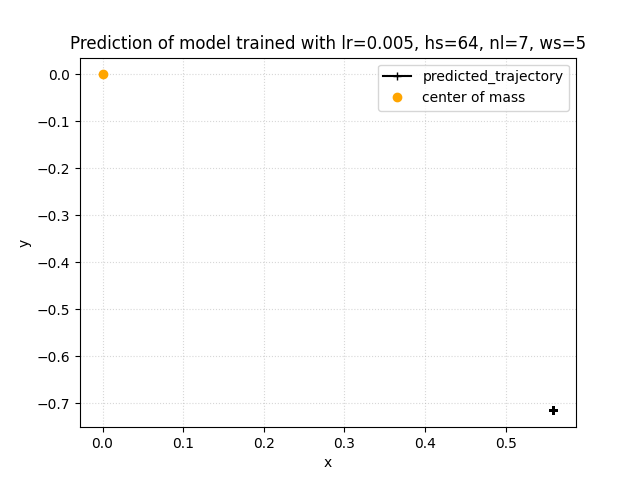 Prediction of model trained with lr=0.005, hs=64, nl=7, ws=5
predicted_trajectory
center of mass
0.0
−0.1
−0.2
−0.3
−0.4
−0.5
−0.6
−0.7
y
0.0 0.1 0.2 0.3 0.4 0.5
x